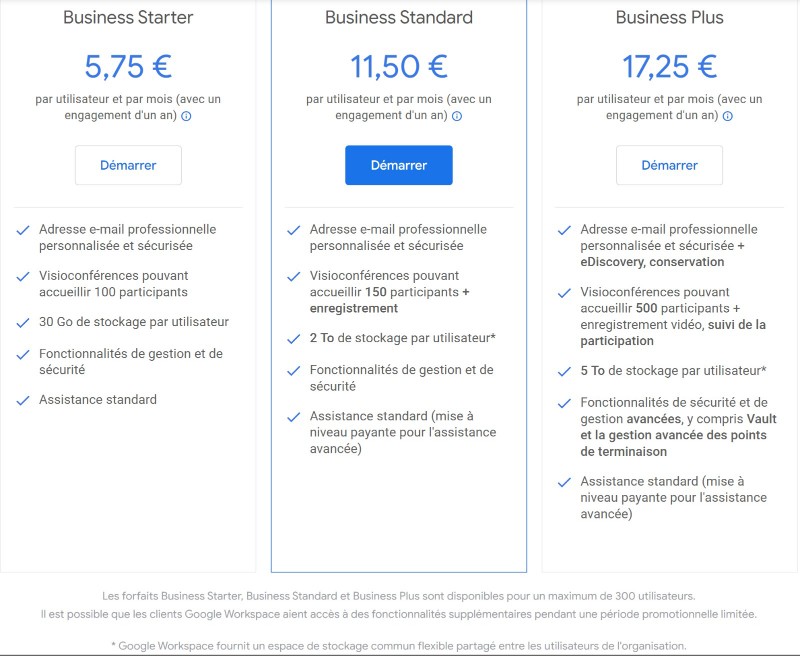 Business Starter
5,75 €
par utilisateur et par mois (avec un
engagement d'un an)
Démarrer
Adresse e-mail professionnelle
personnalisée et sécurisée
Visioconférences pouvant
accueillir 100 participants
30 Go de stockage par utilisateur
Fonctionnalités de gestion et de
sécurité
Assistance standard
Business Standard
11,50 €
par utilisateur et par mois (avec un
engagement d'un an)
Démarrer
Adresse e-mail professionnelle
personnalisée et sécurisée
Visioconférences pouvant
accueillir 150 participants +
enregistrement
2 To de stockage par utilisateur*
Fonctionnalités de gestion et de
sécurité
Assistance standard (mise à
niveau payante pour l'assistance
avancée)
Business Plus
17,25 €
par utilisateur et par mois (avec un
engagement d'un an)
Démarrer
Adresse e-mail professionnelle
personnalisée et sécurisée +
eDiscovery, conservation
Visioconférences pouvant
accueillir 500 participants +
enregistrement vidéo, suivi de la
participation
5 To de stockage par utilisateur*
Fonctionnalités de sécurité et de
gestion avancées, y compris Vault
et la gestion avancée des points
de terminaison
Assistance standard (mise à
niveau payante pour l'assistance
avancée)
Les forfaits Business Starter, Business Standard et Business Plus sont disponibles pour un maximum de 300 utilisateurs.
Il est possible que les clients Google Workspace aient accès à des fonctionnalités supplémentaires pendant une période promotionnelle limitée.
* Google Workspace fournit un espace de stockage commun flexible partagé entre les utilisateurs de l'organisation.